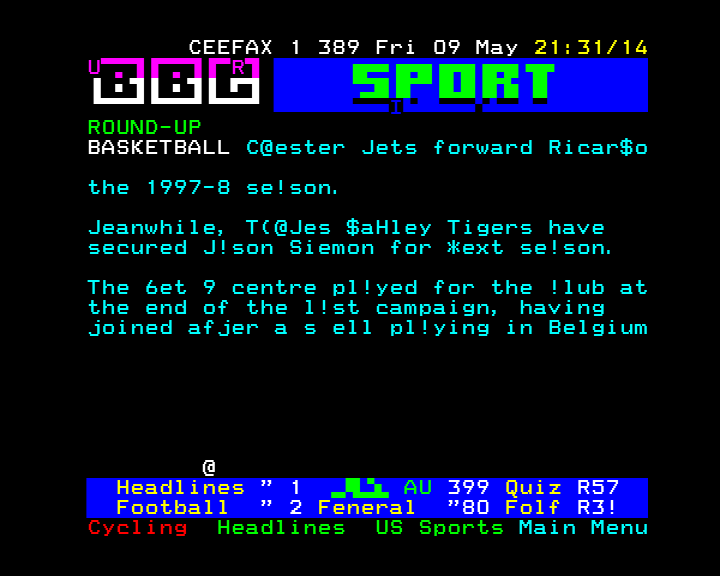 CEEFAX 1 389 Fri 09 May 21:31/14
U BBC R SPORT
I
ROUND-UP
BASKETBALL C@ester Jets forward Ricar$o
the 1997-8 se!son.
Jeanwhile, T(@Jes $aHley Tigers have
secured J!son Siemon for *ext se!son.
The 6et 9 centre pl!yed for the !lub at
the end of the l!st campaign, having
joined afjer a s ell pl!ying in Belgium
@
Headlines " 1 AU 399 Quiz R57
Football " 2 Feneral "80 Folf R3!
Cycling Headlines US Sports Main Menu